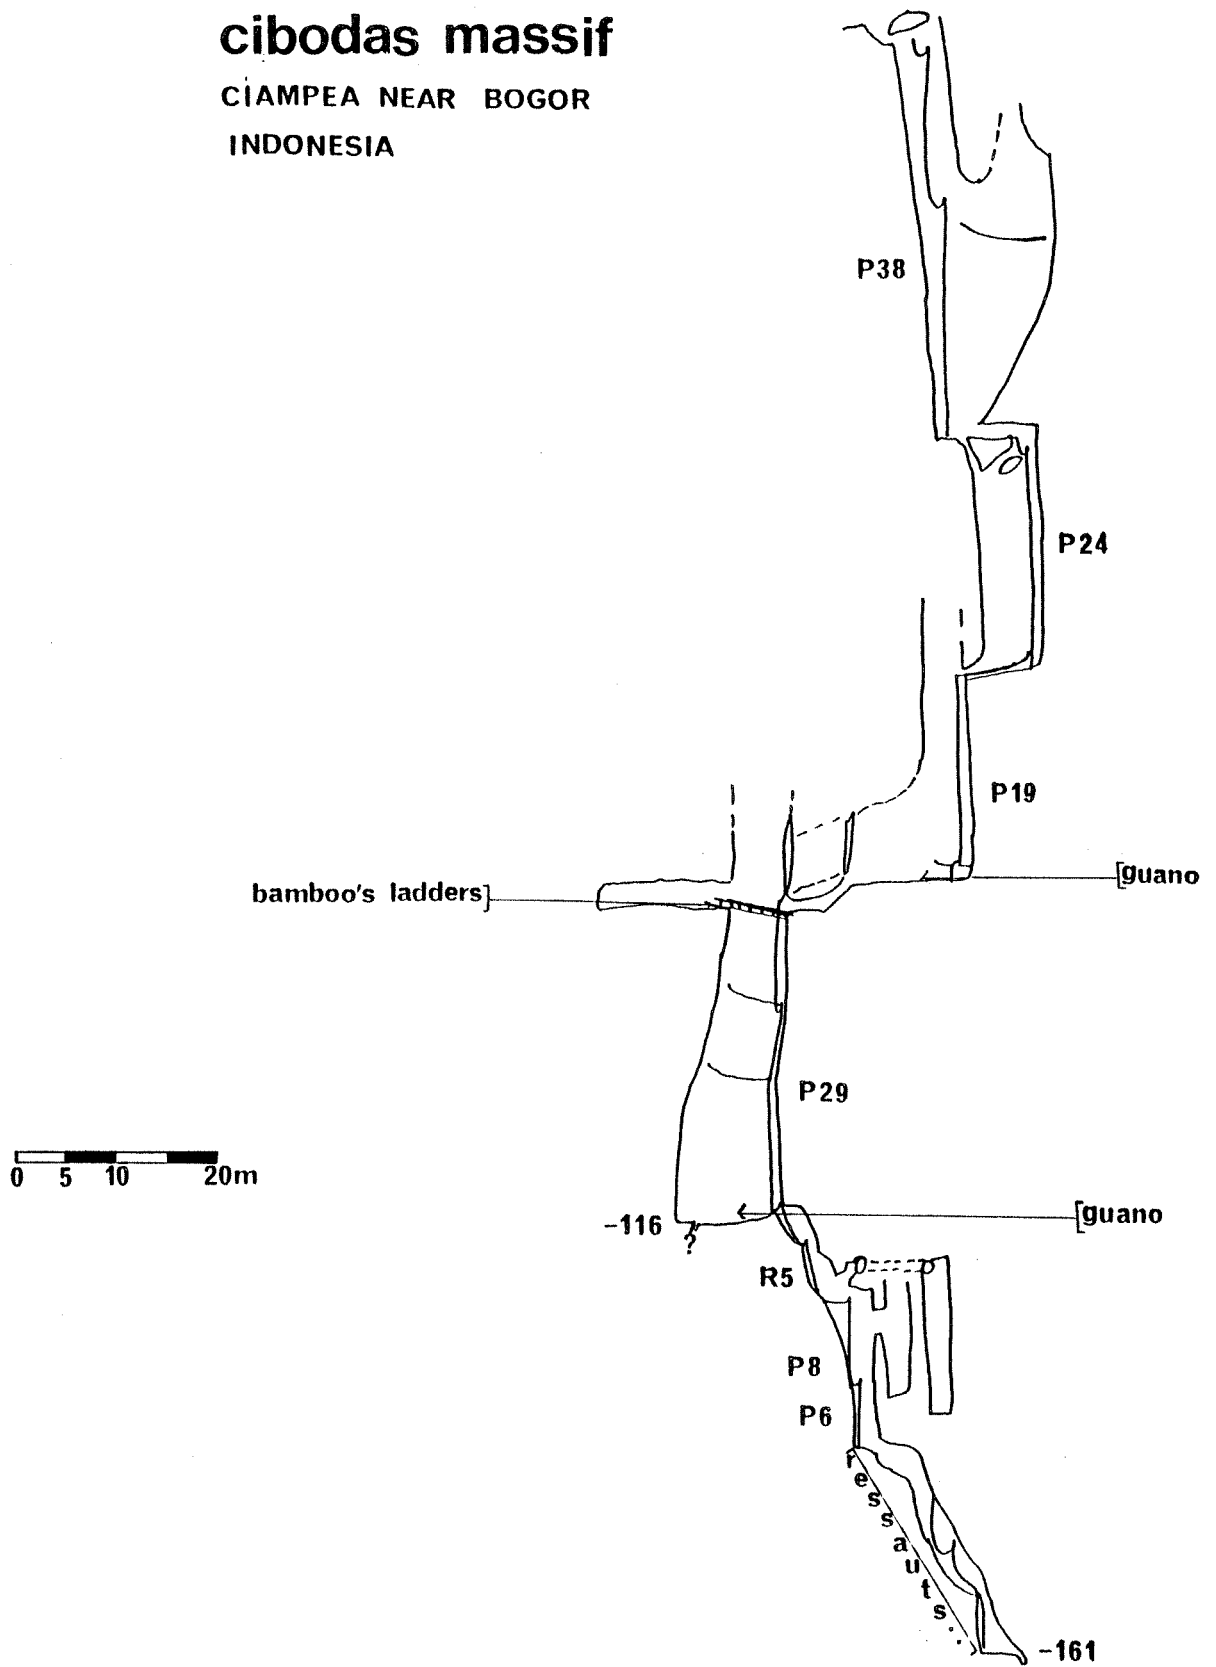 cibodas massif
CIAMPEA NEAR BOGOR
INDONESIA
P38
P24
P19
[guano
bamboo's ladders]
P29
0 5 10 20m
[guano
-116
?
R5
P8
P6
ressauts...
-161